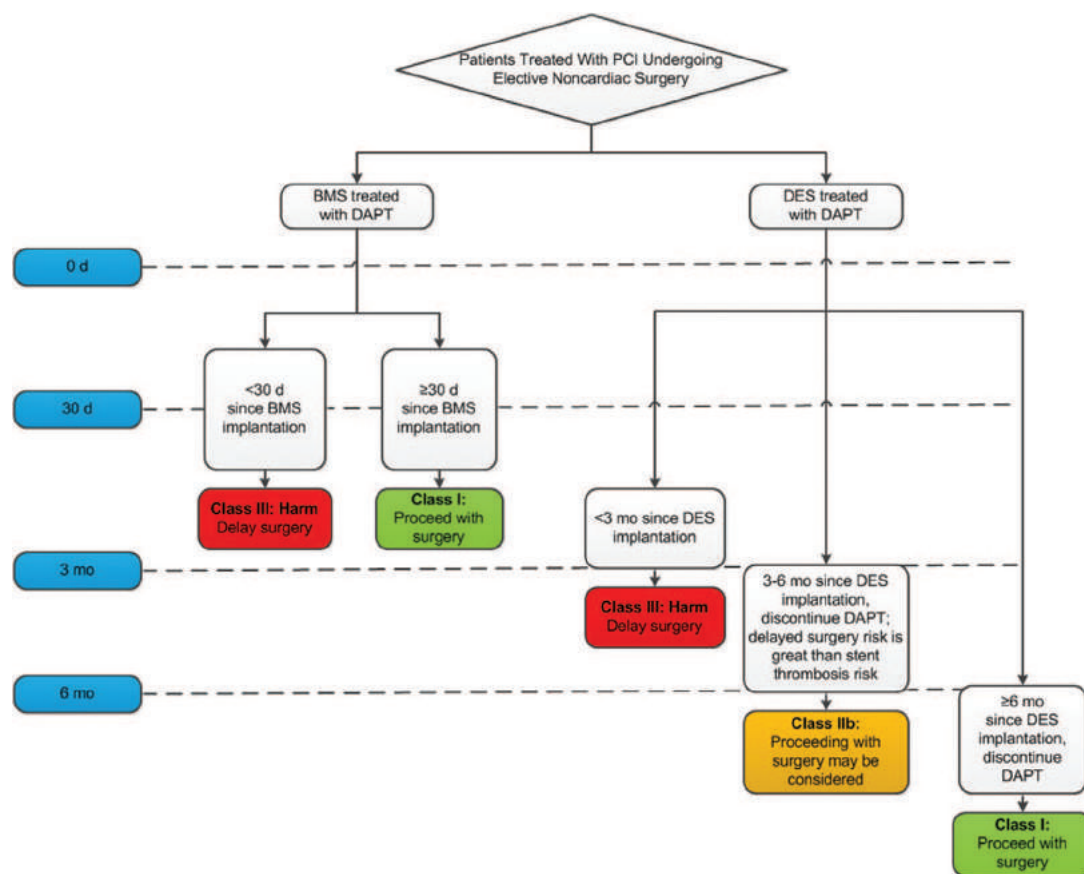 Patients Treated With PCI Undergoing
Elective Noncardiac Surgery
BMS treated
with DAPT
DES treated
with DAPT
0 d
<30 d
since BMS
implantation
≥30 d
since BMS
implantation
30 d
Class III: Harm
Delay surgery
Class I:
Proceed with
surgery
<3 mo since DES
implantation
3 mo
Class III: Harm
Delay surgery
3-6 mo since DES
implantation,
discontinue DAPT;
delayed surgery risk is
great than stent
thrombosis risk
6 mo
Class IIb:
Proceeding with
surgery may be
considered
≥6 mo
since DES
implantation,
discontinue
DAPT
Class I:
Proceed with
surgery